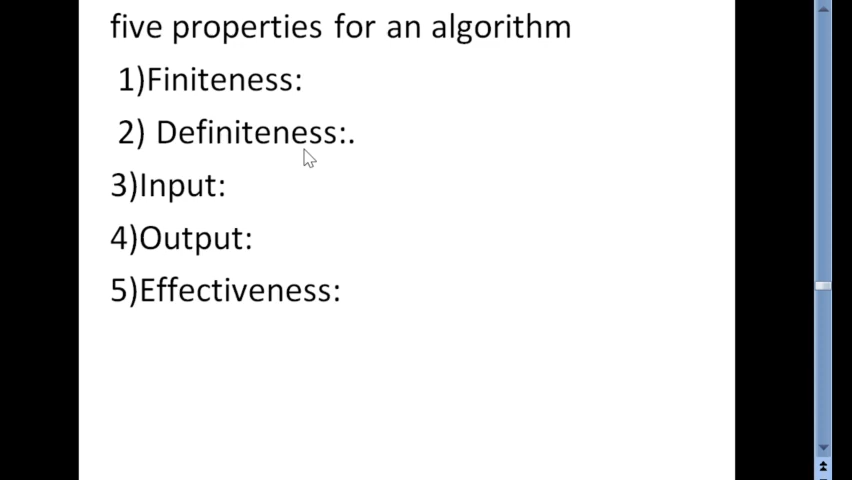 five properties for an algorithm
1)Finiteness:
2) Definiteness:.
3)Input:
4)Output:
5)Effectiveness: